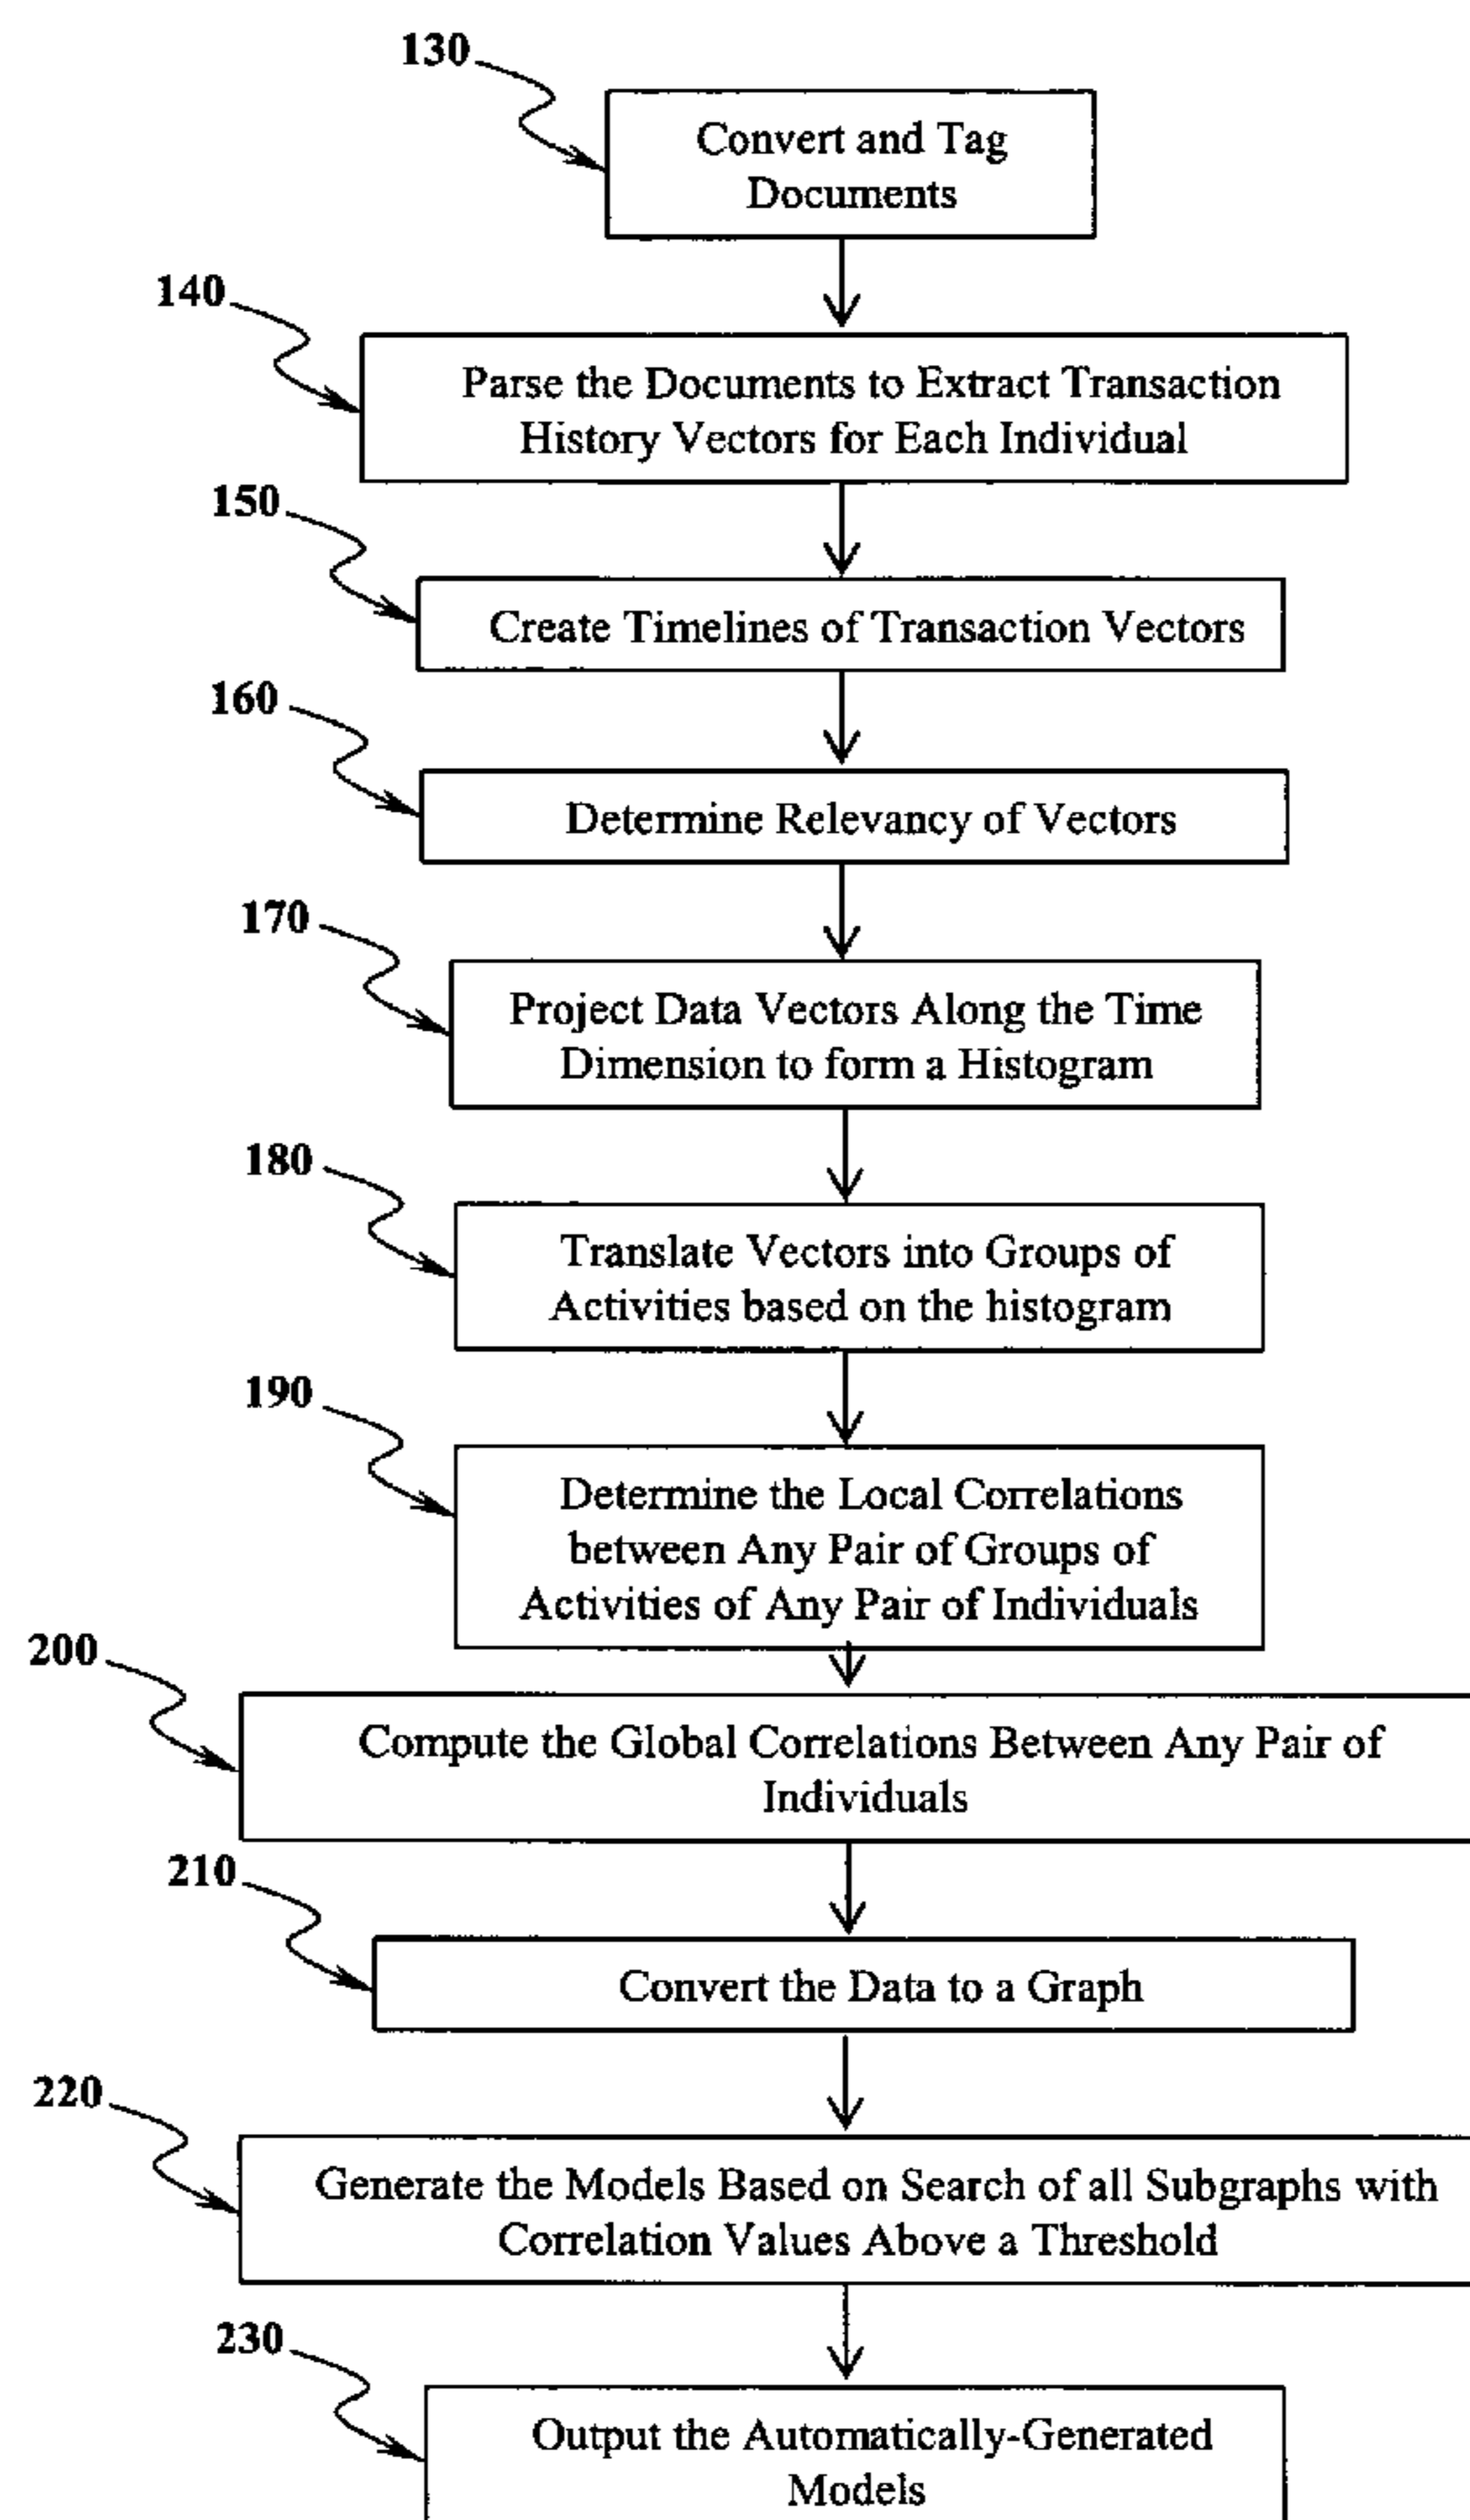 130
Convert and Tag
Documents
140
Parse the Documents to Extract Transaction
History Vectors for Each Individual
150
Create Timelines of Transaction Vectors
160
Determine Relevancy of Vectors
170
Project Data Vectors Along the Time
Dimension to form a Histogram
180
Translate Vectors into Groups of
Activities based on the histogram
190
Determine the Local Correlations
between Any Pair of Groups of
Activities of Any Pair of Individuals
200
Compute the Global Correlations Between Any Pair of
Individuals
210
Convert the Data to a Graph
220
Generate the Models Based on Search of all Subgraphs with
Correlation Values Above a Threshold
230
Output the Automatically-Generated
Models